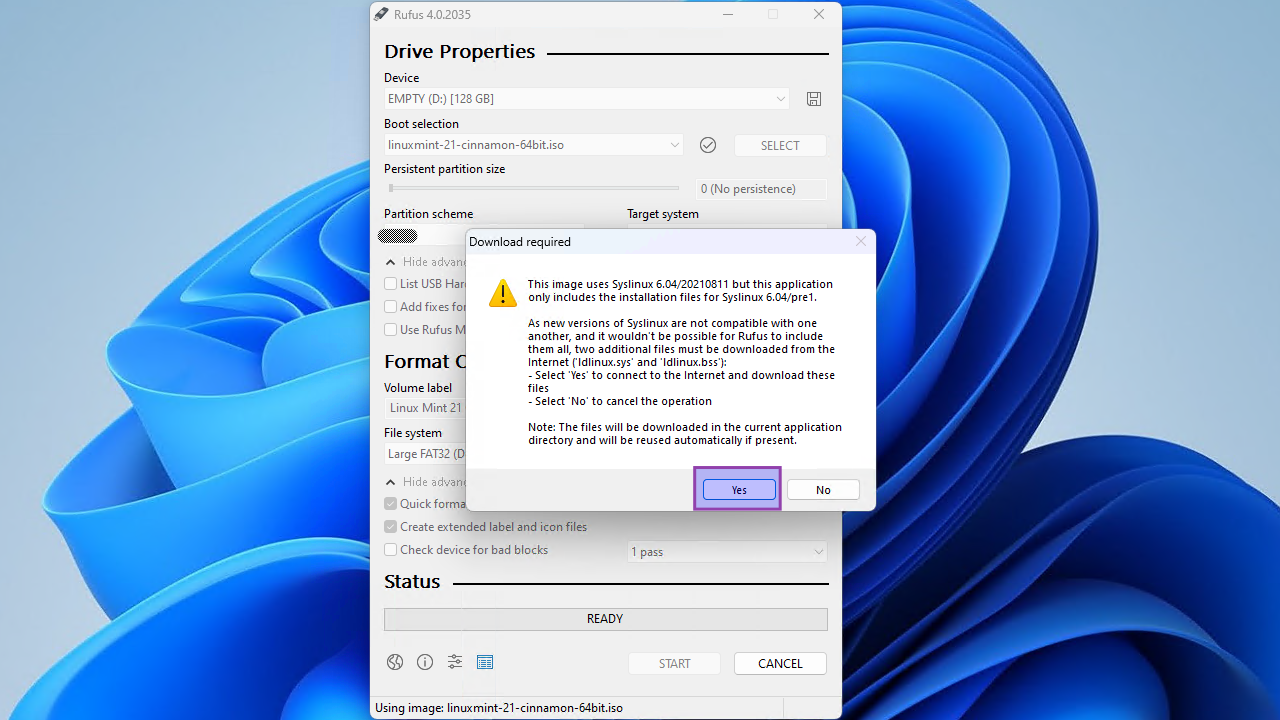 Rufus 4.0.2035
Drive Properties
Device
EMPTY (D:) [128 GB]
Boot selection
linuxmint-21-cinnamon-64bit.iso
SELECT
Persistent partition size
0 (No persistence)
Partition scheme
Target system
Download required
Hide advan
List USB Har
Add fixes for
Use Rufus M
This image uses Syslinux 6.04/20210811 but this application
only includes the installation files for Syslinux 6.04/pre1.
As new versions of Syslinux are not compatible with one
another, and it wouldn't be possible for Rufus to include
them all, two additional files must be downloaded from the
Internet ('ldlinux.sys' and 'ldlinux.bss'):
- Select 'Yes' to connect to the Internet and download these
files
- Select 'No' to cancel the operation
Note: The files will be downloaded in the current application
directory and will be reused automatically if present.
Yes
No
Format O
Volume label
Linux Mint 21
File system
Large FAT32 (D
Hide advan
Quick forma
Create extended label and icon files
Check device for bad blocks
1 pass
Status
READY
START
CANCEL
Using image: linuxmint-21-cinnamon-64bit.iso